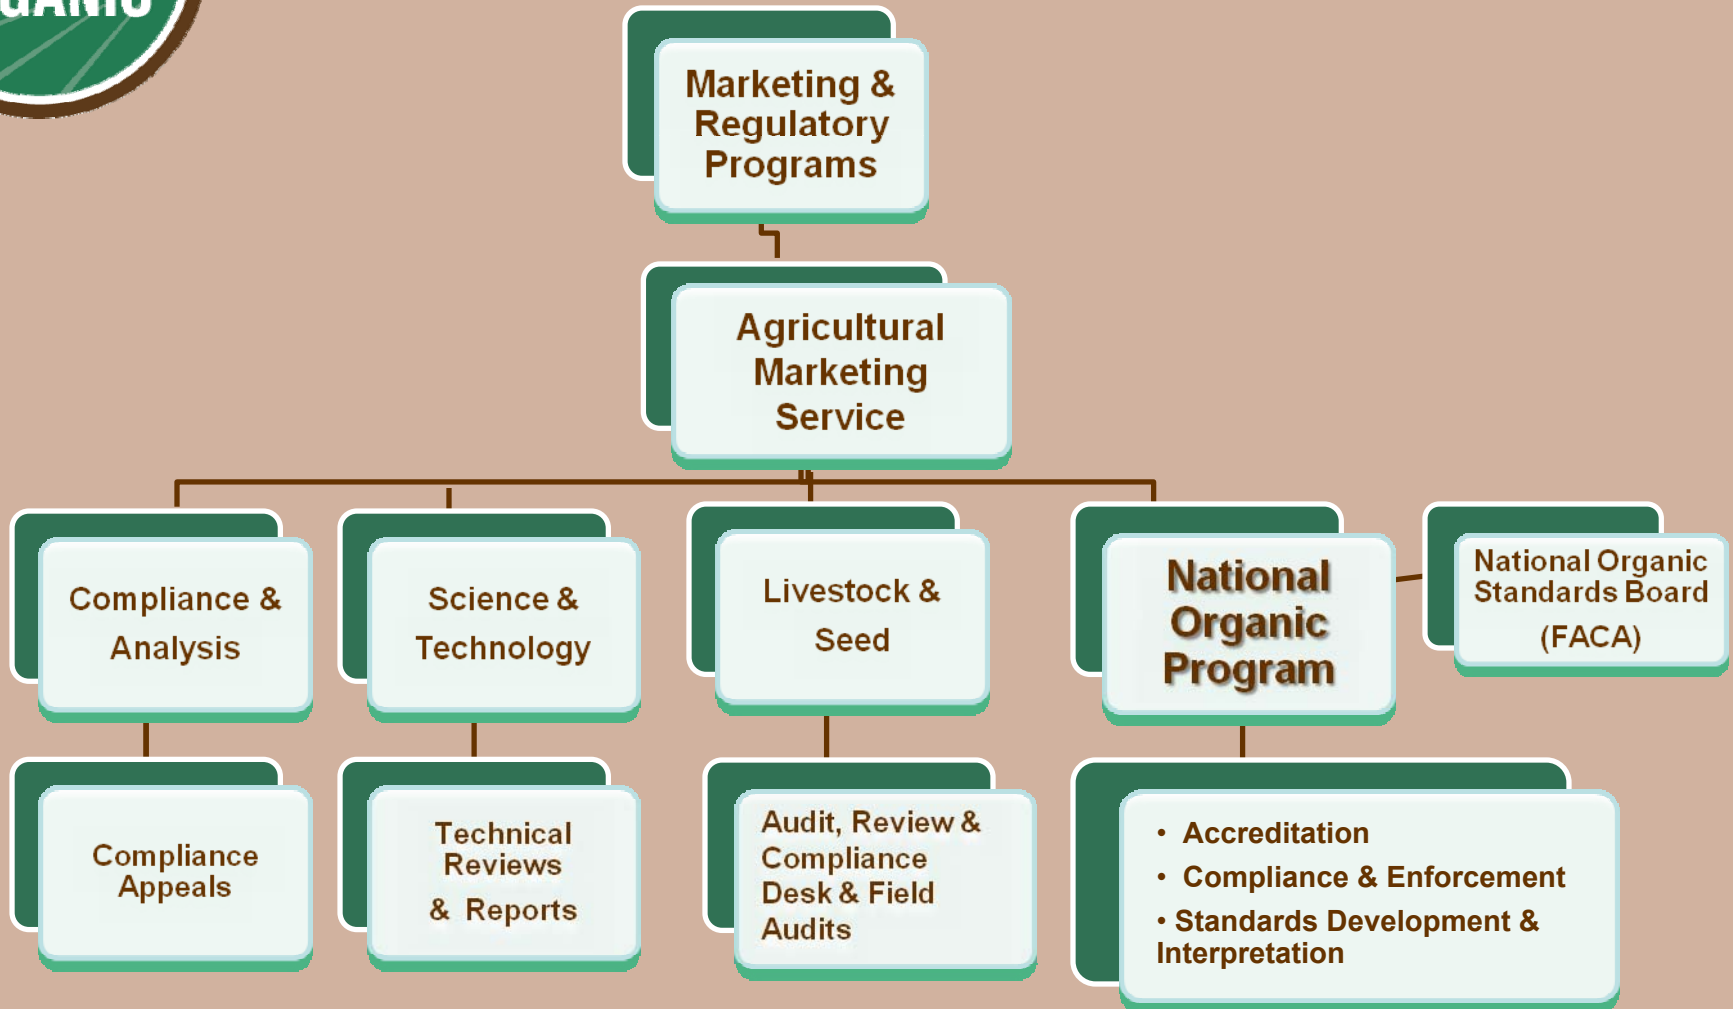 Marketing &
Regulatory
Programs
Agricultural
Marketing
Service
Compliance &
Analysis
Science &
Technology
Livestock &
Seed
National
Organic
Program
National Organic
Standards Board
(FACA)
Compliance
Appeals
Technical
Reviews
& Reports
Audit, Review &
Compliance
Desk & Field
Audits
• Accreditation
• Compliance & Enforcement
• Standards Development &
Interpretation